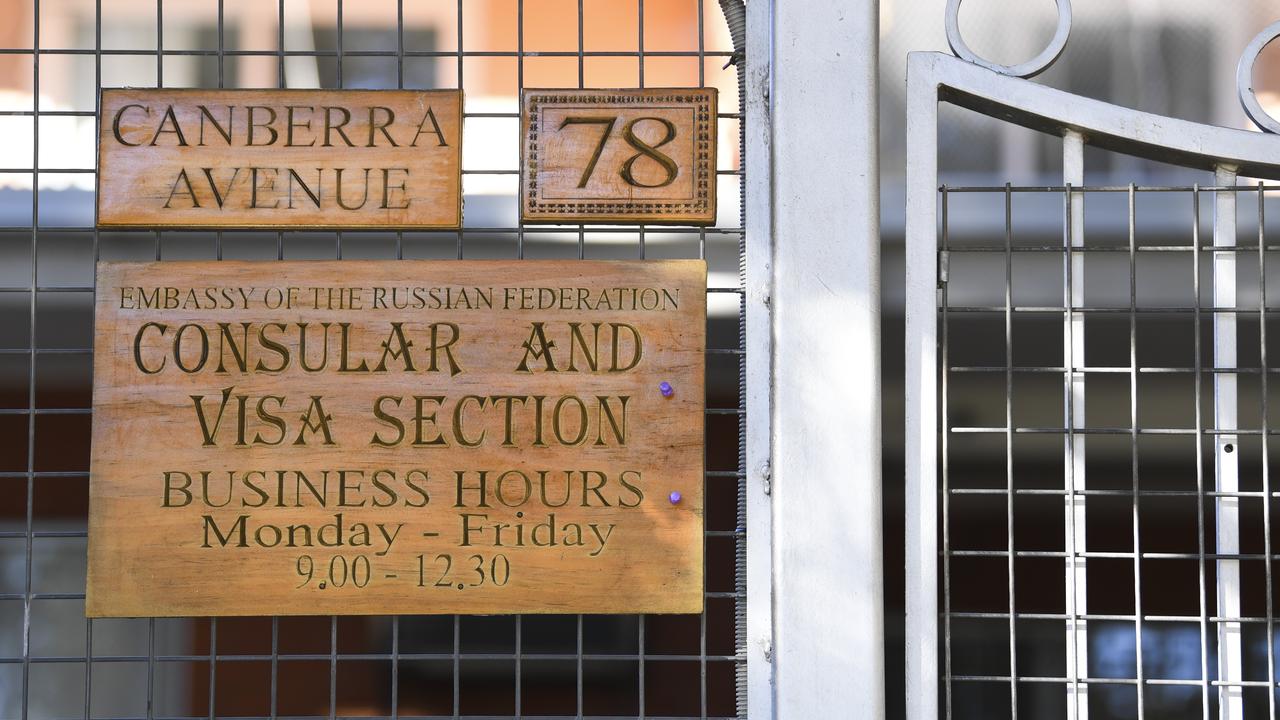 CANBERRA
AVENUE
78
EMBASSY OF THE RUSSIAN FEDERATION
CONSULAR AND
VISA SECTION
BUSINESS HOURS
Monday - Friday
9.00 - 12.30